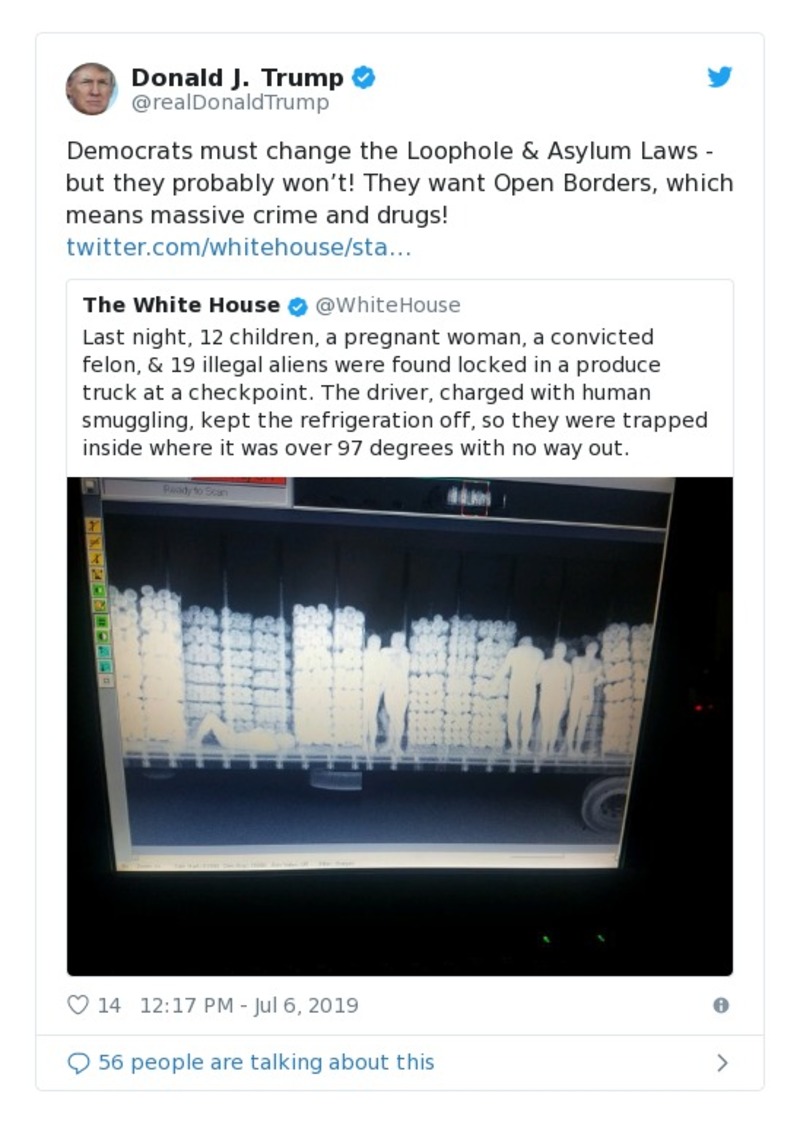 Donald J. Trump
@realDonaldTrump
Democrats must change the Loophole & Asylum Laws -
but they probably won’t! They want Open Borders, which
means massive crime and drugs!
twitter.com/whitehouse/sta…
The White House @WhiteHouse
Last night, 12 children, a pregnant woman, a convicted
felon, & 19 illegal aliens were found locked in a produce
truck at a checkpoint. The driver, charged with human
smuggling, kept the refrigeration off, so they were trapped
inside where it was over 97 degrees with no way out.
Ready to Scan
14 12:17 PM - Jul 6, 2019
56 people are talking about this